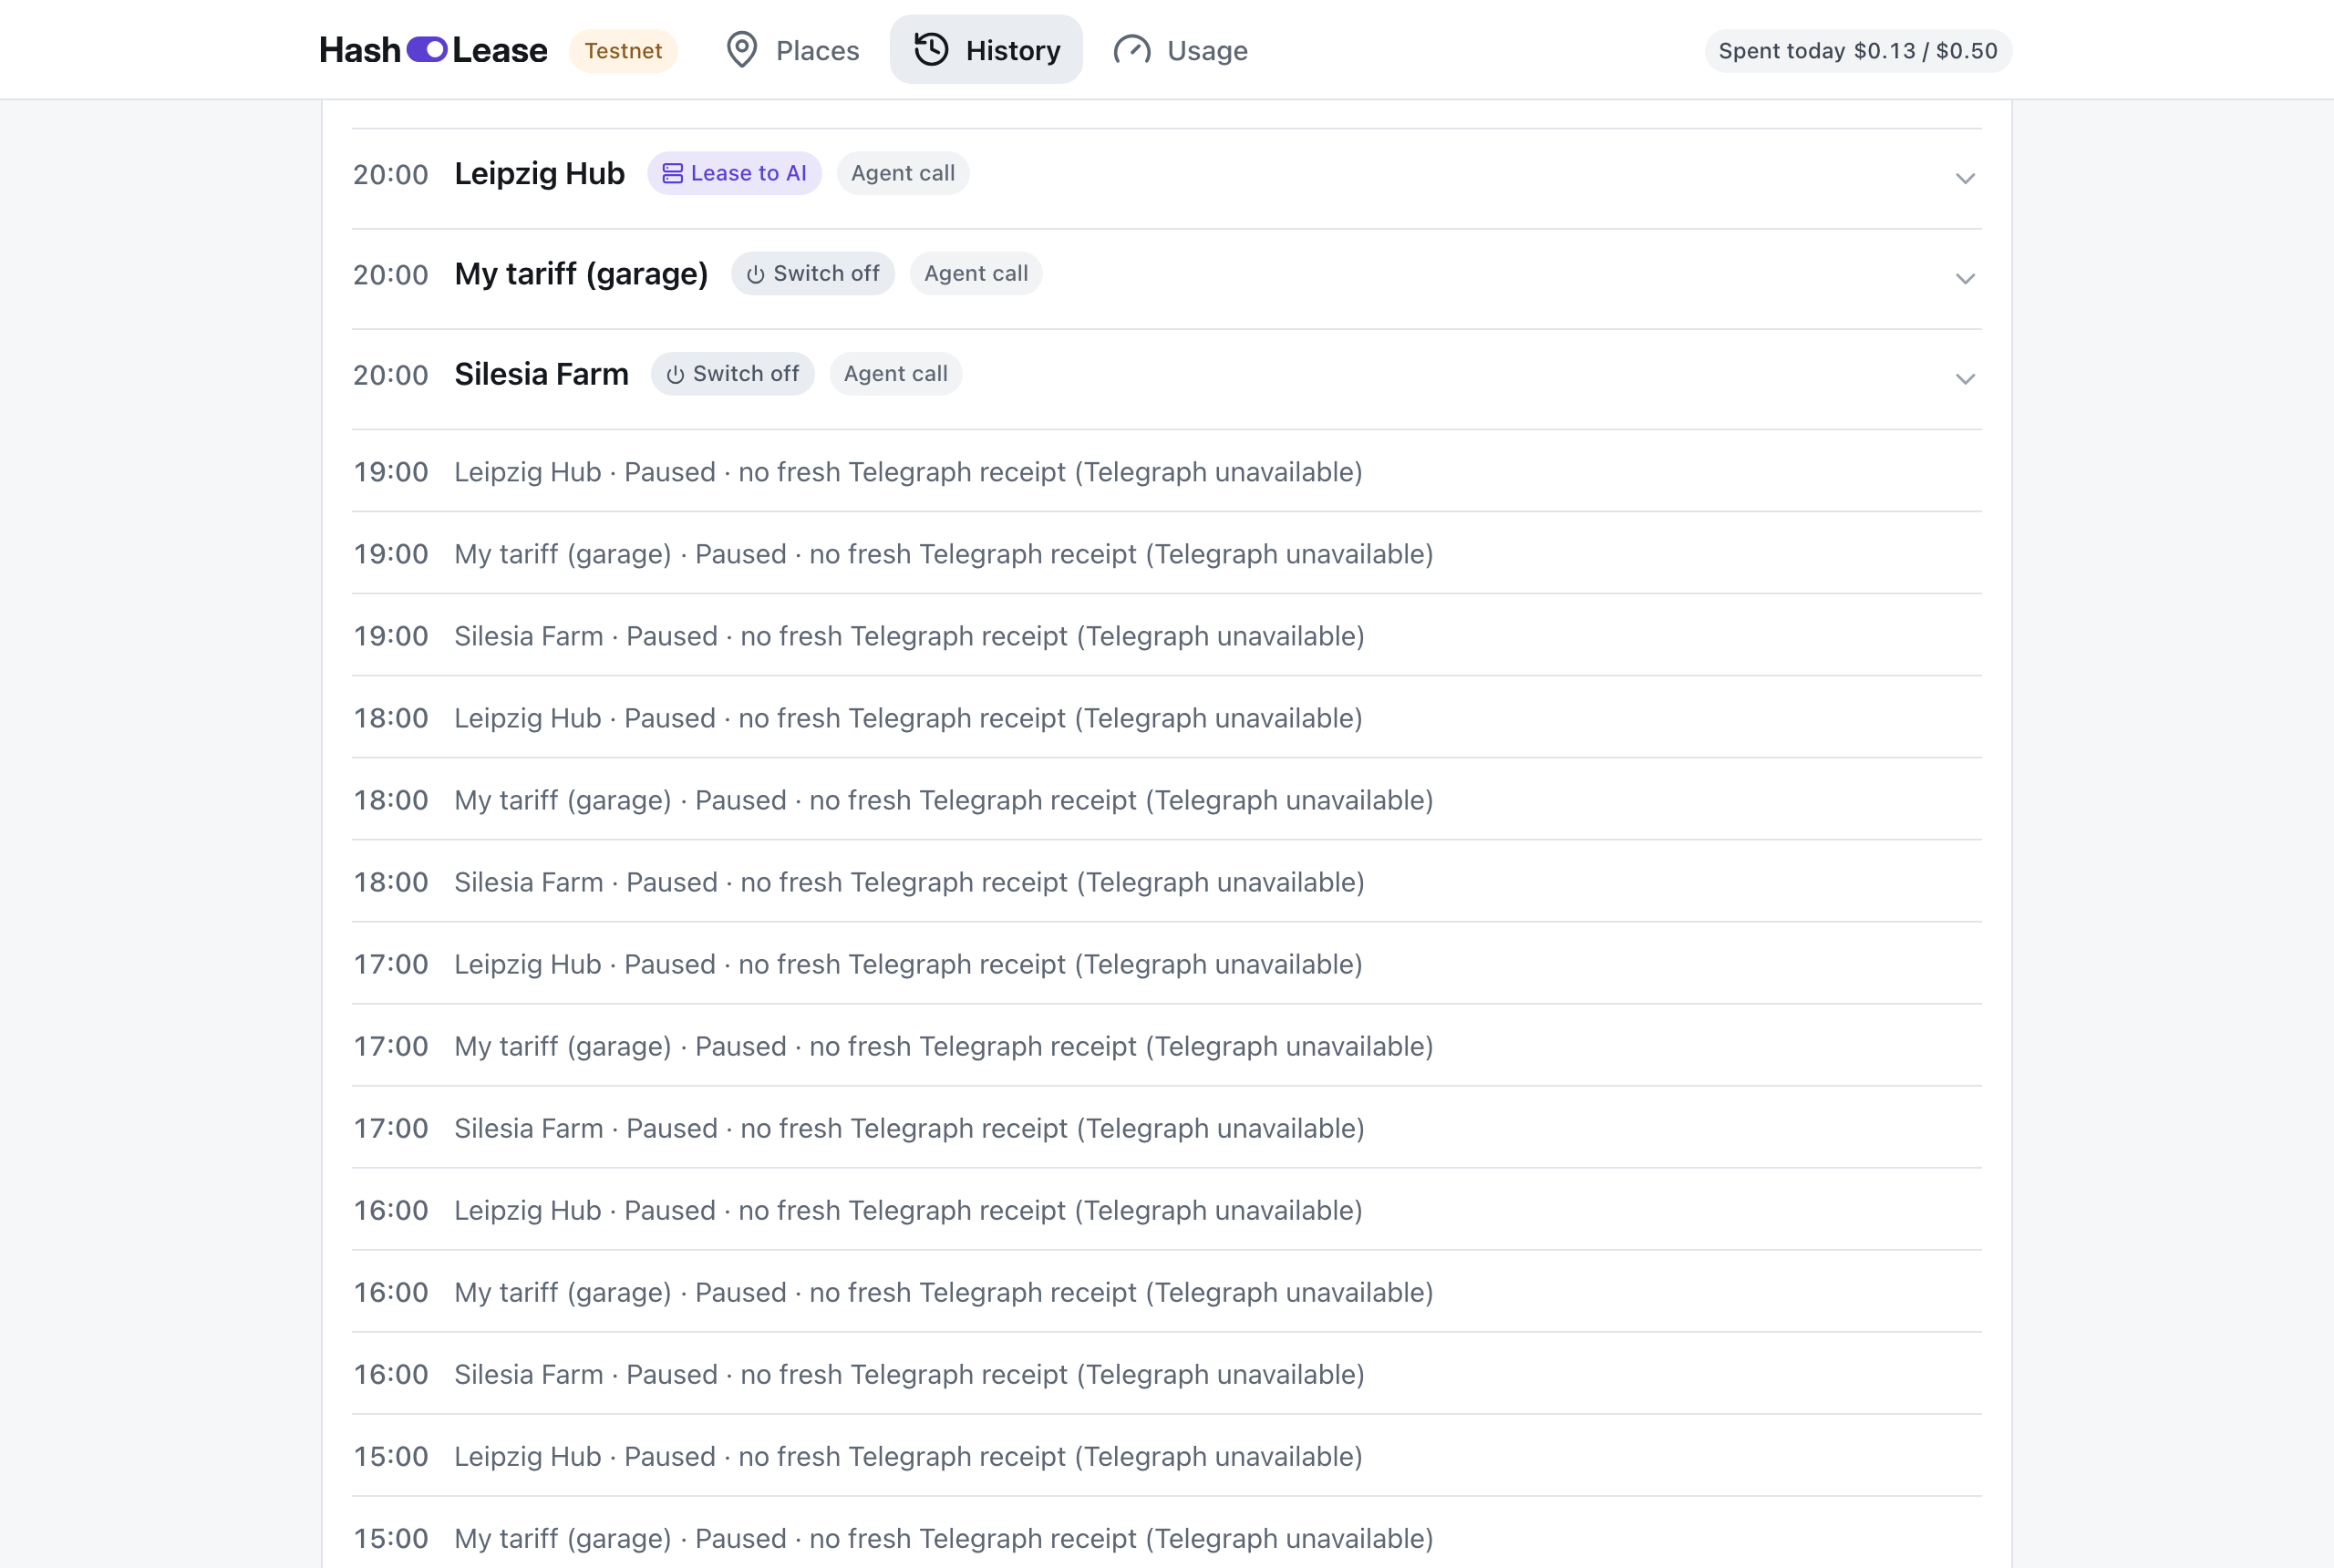 HashLease Testnet Places History Usage Spent today $0.13 / $0.50
20:00 Leipzig Hub Lease to AI Agent call
20:00 My tariff (garage) Switch off Agent call
20:00 Silesia Farm Switch off Agent call
19:00 Leipzig Hub · Paused · no fresh Telegraph receipt (Telegraph unavailable)
19:00 My tariff (garage) · Paused · no fresh Telegraph receipt (Telegraph unavailable)
19:00 Silesia Farm · Paused · no fresh Telegraph receipt (Telegraph unavailable)
18:00 Leipzig Hub · Paused · no fresh Telegraph receipt (Telegraph unavailable)
18:00 My tariff (garage) · Paused · no fresh Telegraph receipt (Telegraph unavailable)
18:00 Silesia Farm · Paused · no fresh Telegraph receipt (Telegraph unavailable)
17:00 Leipzig Hub · Paused · no fresh Telegraph receipt (Telegraph unavailable)
17:00 My tariff (garage) · Paused · no fresh Telegraph receipt (Telegraph unavailable)
17:00 Silesia Farm · Paused · no fresh Telegraph receipt (Telegraph unavailable)
16:00 Leipzig Hub · Paused · no fresh Telegraph receipt (Telegraph unavailable)
16:00 My tariff (garage) · Paused · no fresh Telegraph receipt (Telegraph unavailable)
16:00 Silesia Farm · Paused · no fresh Telegraph receipt (Telegraph unavailable)
15:00 Leipzig Hub · Paused · no fresh Telegraph receipt (Telegraph unavailable)
15:00 My tariff (garage) · Paused · no fresh Telegraph receipt (Telegraph unavailable)